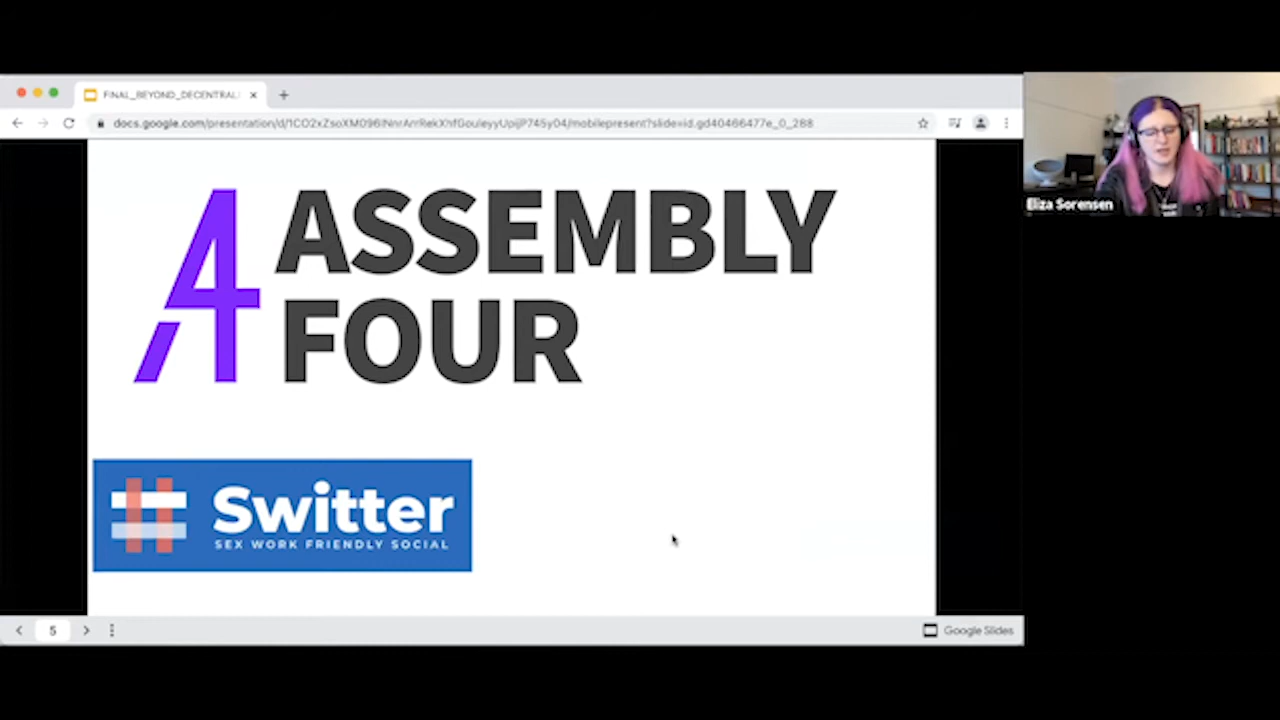 FINAL_BEYOND_DECENTRAL
ASSEMBLY
FOUR
Switter
SEX WORK FRIENDLY SOCIAL
Eliza Sorensen
5
Google Slides